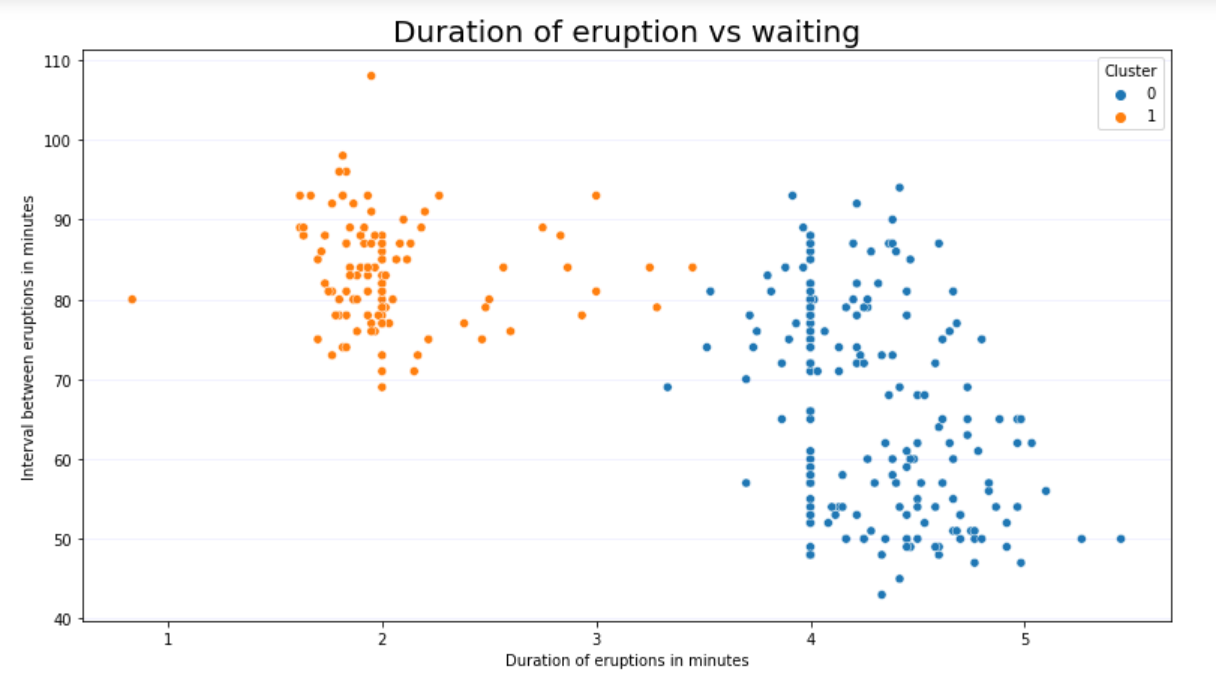 Duration of eruption vs waiting
110
100
90
80
70
60
50
40
Interval between eruptions in minutes
Cluster
0
1
1 2 3 4 5
Duration of eruptions in minutes